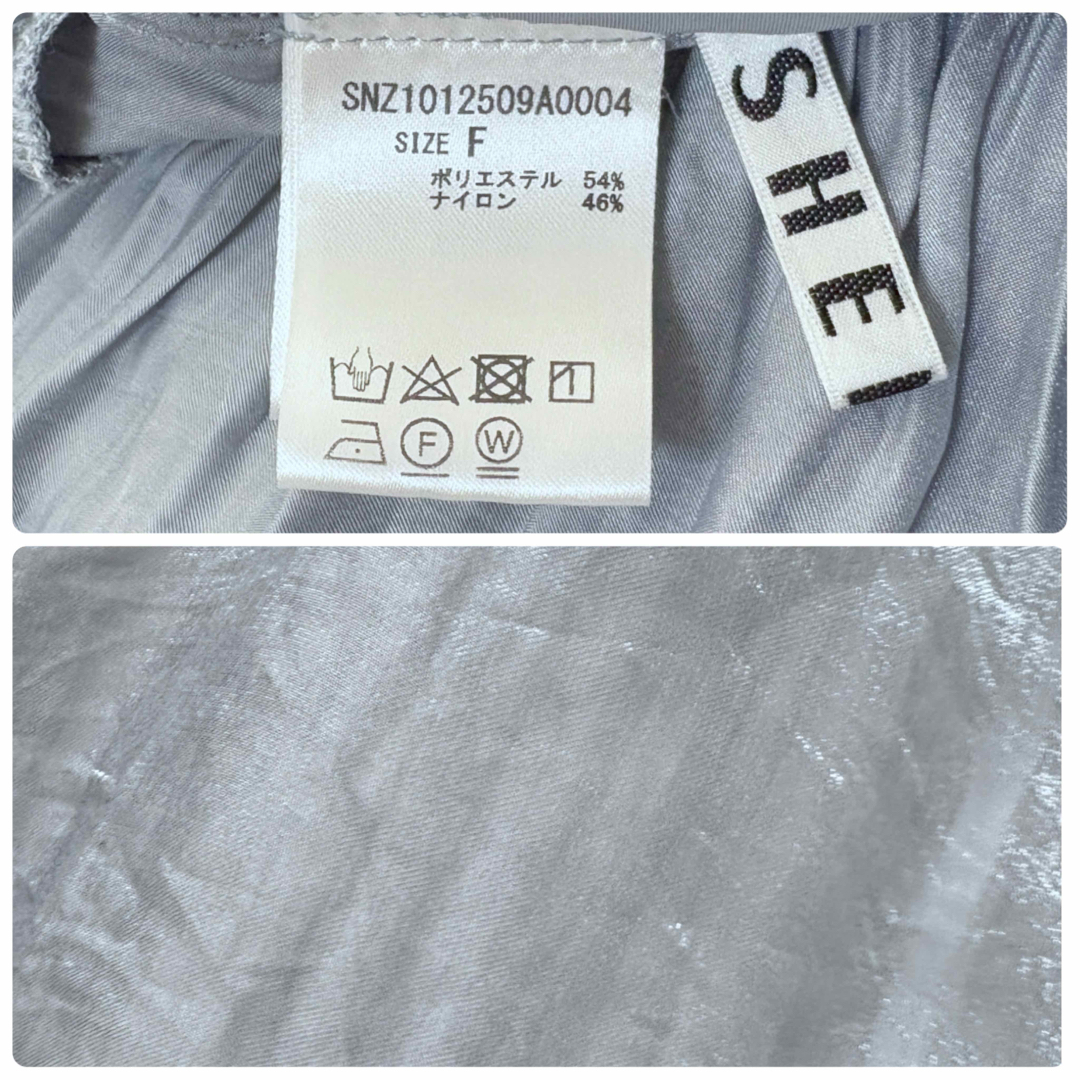 SNZ1012509A0004
SIZE F
ポリエステル 54%
ナイロン 46%
F
W
SHE